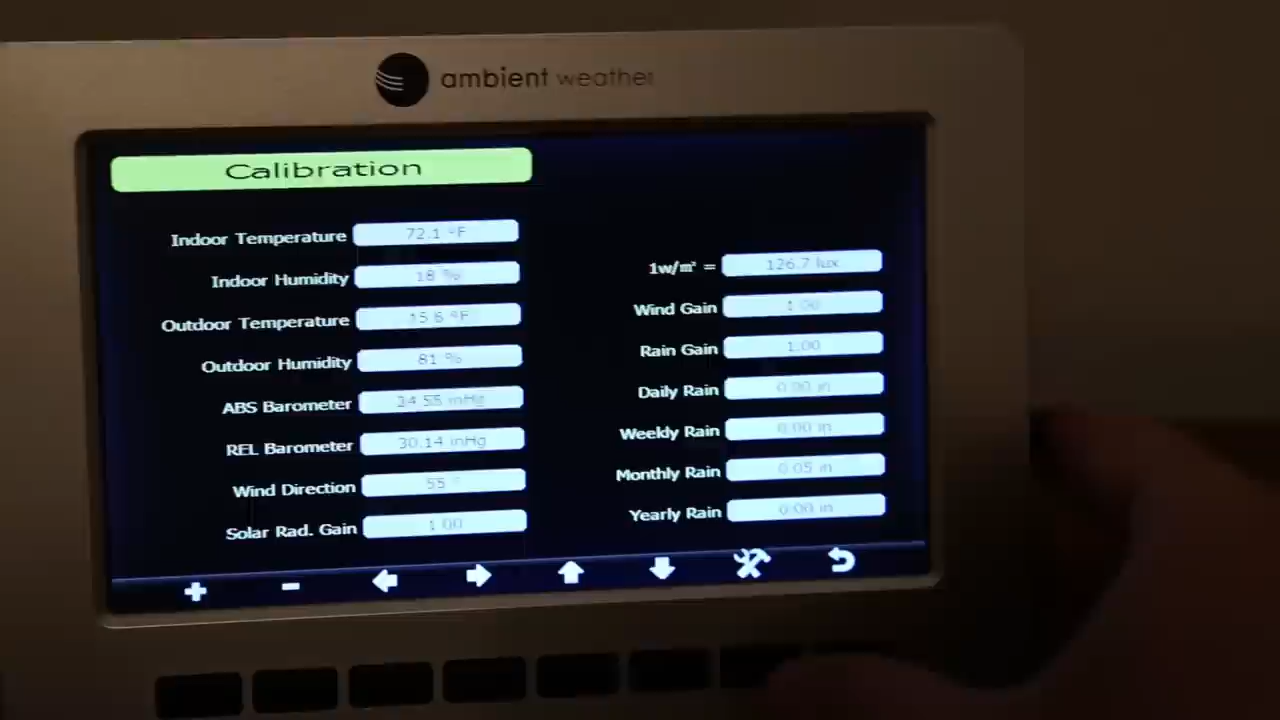 ambient weather
Calibration
Indoor Temperature 72.1 °F
Indoor Humidity 18 %
Outdoor Temperature 15.6 °F
Outdoor Humidity 81 %
ABS Barometer inHg
REL Barometer 30.14 inHg
Wind Direction 55 °
Solar Rad. Gain 1.00
1w/m² = 126.7 lux
Wind Gain 1.00
Rain Gain 1.00
Daily Rain 0.00 in
Weekly Rain 0.00 in
Monthly Rain 0.05 in
Yearly Rain 0.00 in